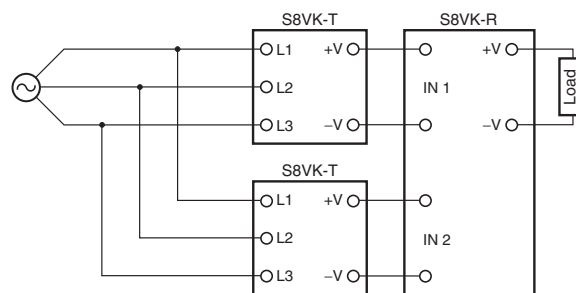 S8VK-T
S8VK-R
L1
+V
+V
L2
IN 1
Load
L3
−V
−V
S8VK-T
L1
+V
L2
IN 2
L3
−V